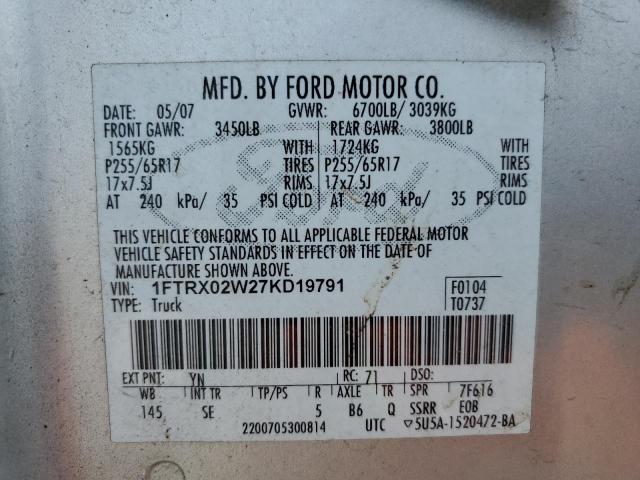 MFD. BY FORD MOTOR CO.
DATE: 05/07 GVWR: 6700LB/ 3039KG
FRONT GAWR: 3450LB REAR GAWR: 3800LB
1565KG WITH 1724KG WITH
P255/65R17 TIRES P255/65R17 TIRES
17x7.5J RIMS 17x7.5J RIMS
AT 240 kPa/ 35 PSI COLD AT 240 kPa/ 35 PSI COLD
Ford
THIS VEHICLE CONFORMS TO ALL APPLICABLE FEDERAL MOTOR
VEHICLE SAFETY STANDARDS IN EFFECT ON THE DATE OF
MANUFACTURE SHOWN ABOVE.
VIN: 1FTRX02W27KD19791 F0104
TYPE: Truck T0737
EXT PNT: YN RC: 71 DSO:
WB INT TR TP/PS R AXLE TR SPR 7F616
145 SE 5 B6 Q SSRR EOB
2200705300814 UTC ▽5U5A-1520472-BA